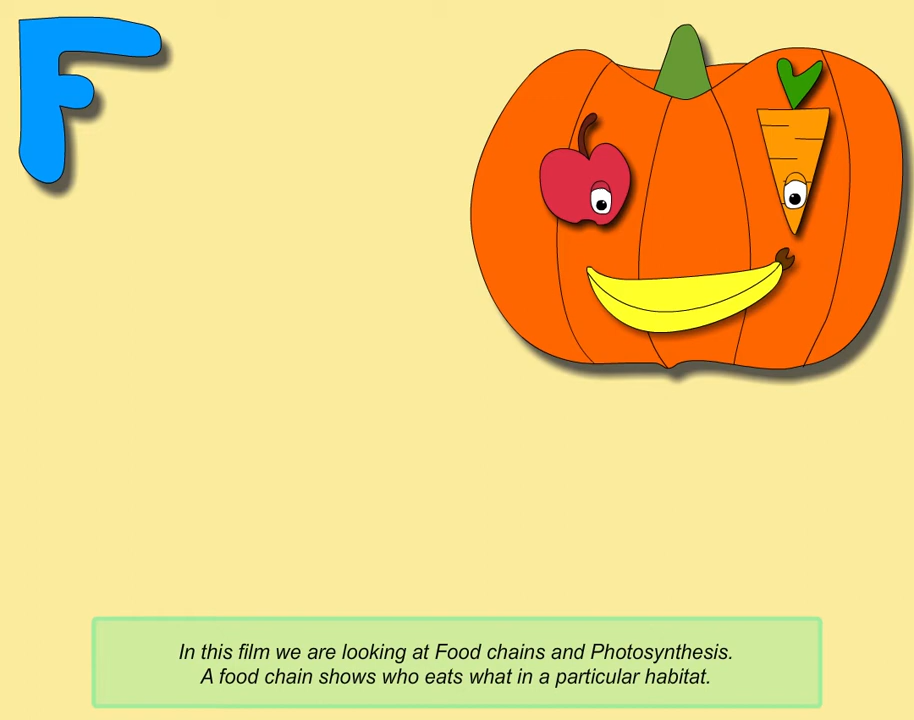 F
In this film we are looking at Food chains and Photosynthesis.
A food chain shows who eats what in a particular habitat.